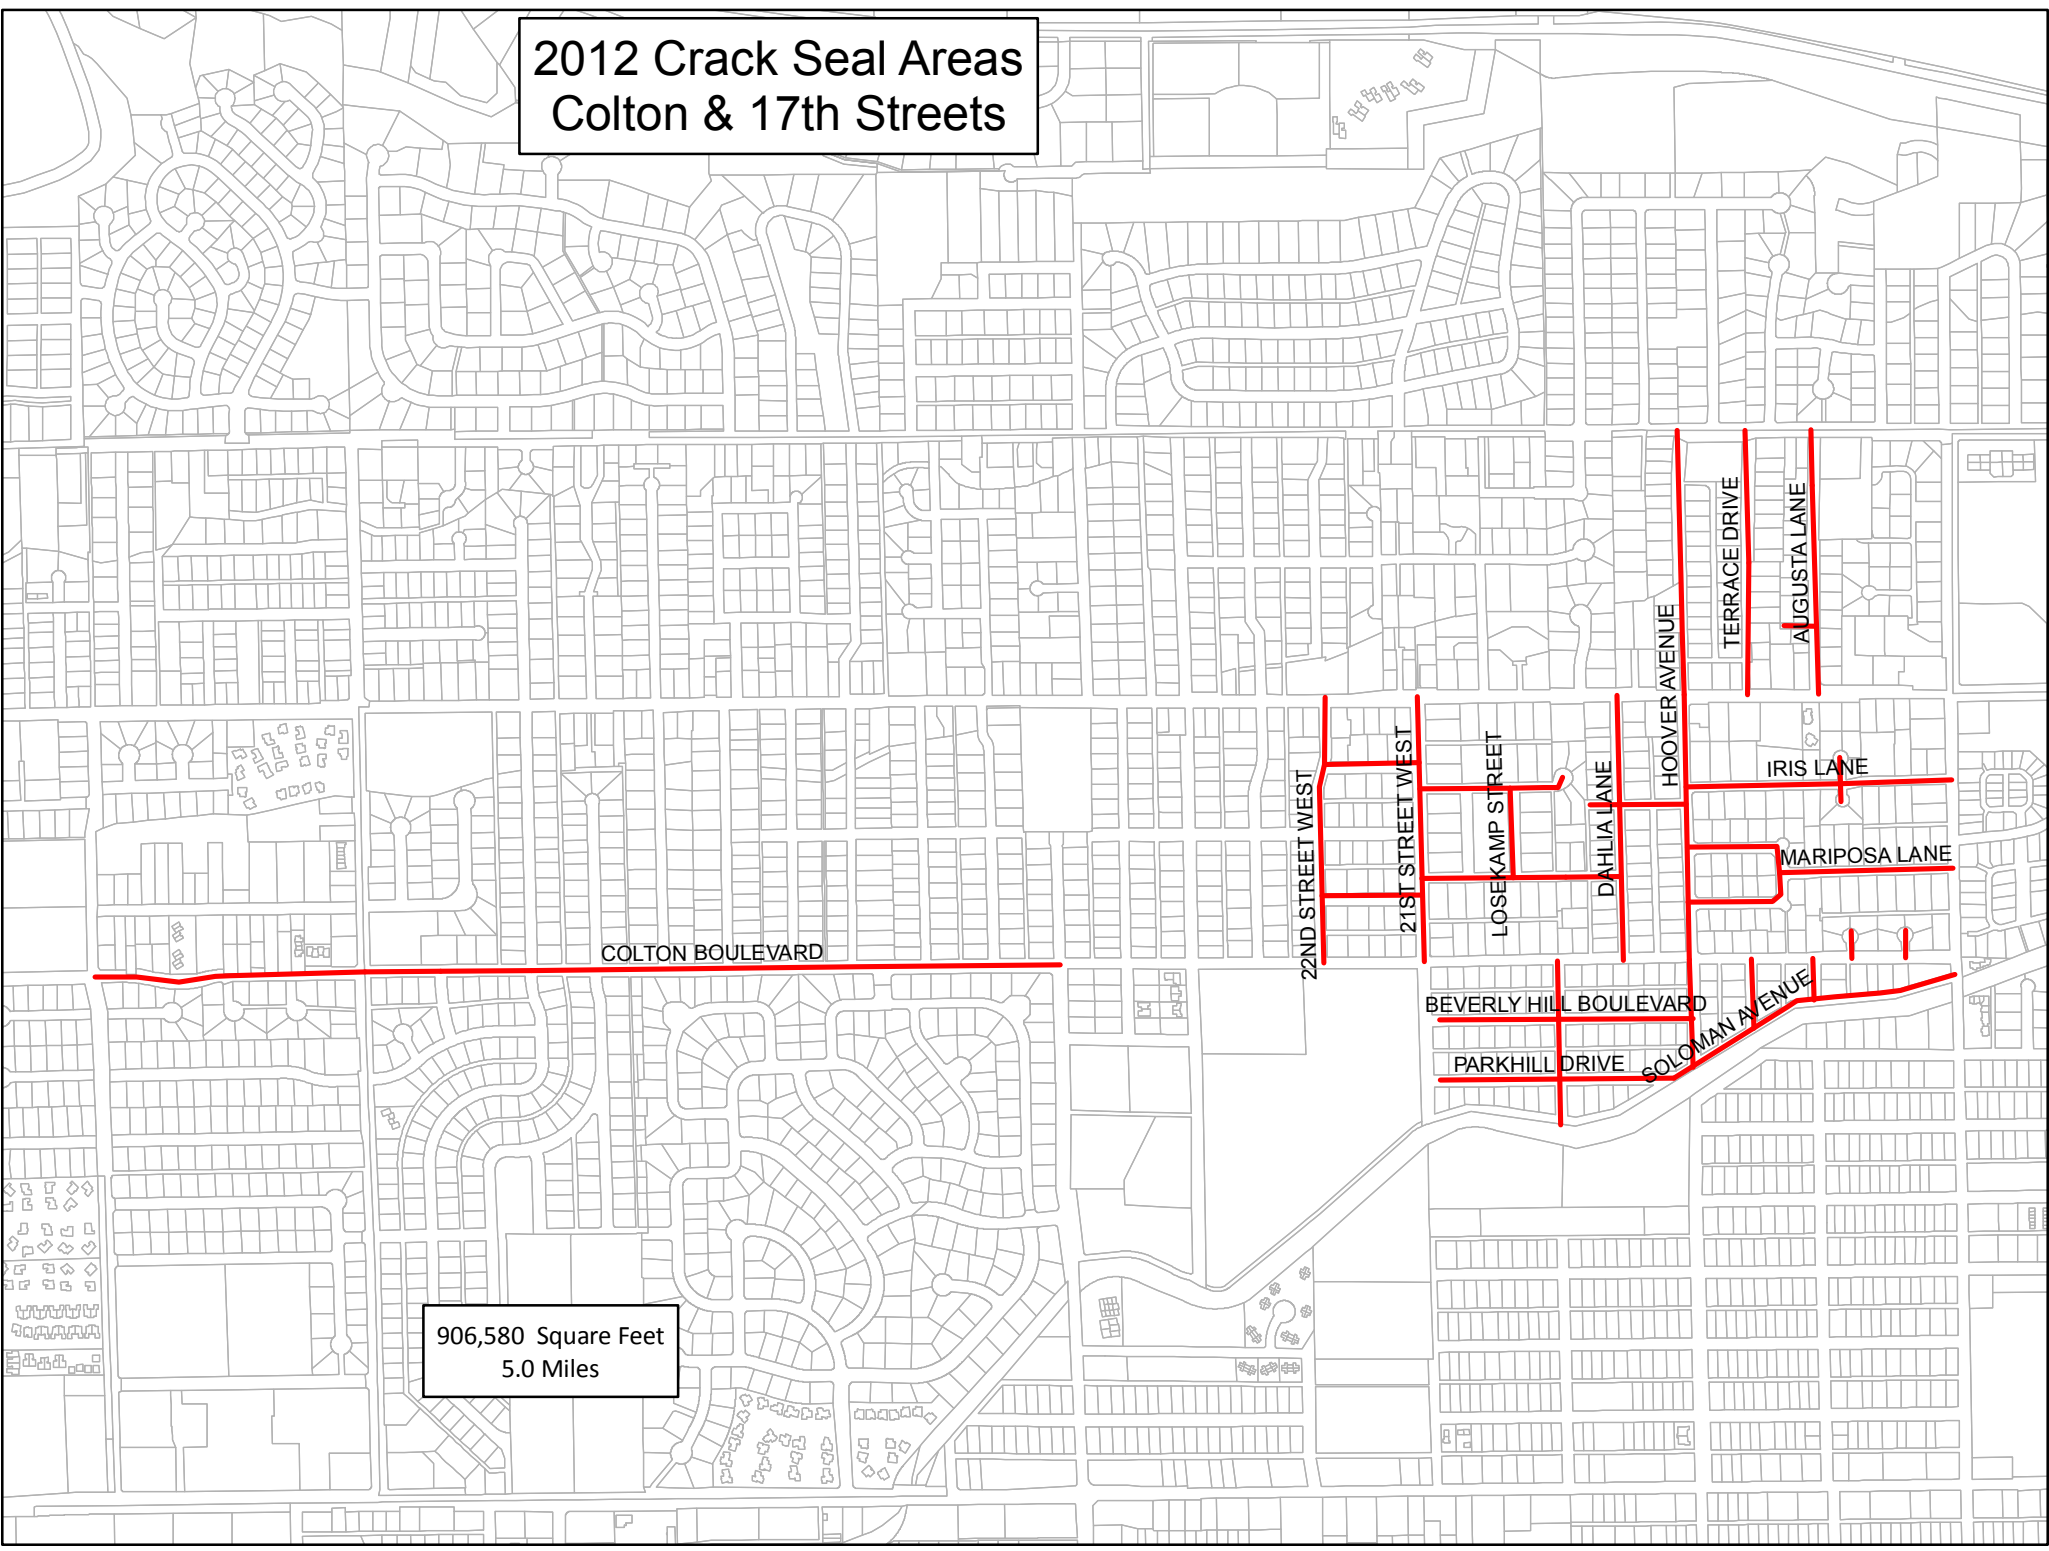 2012 Crack Seal Areas
Colton & 17th Streets
TERRACE DRIVE
AUGUSTA LANE
HOOVER AVENUE
22ND STREET WEST
21ST STREET WEST
LOSEKAMP STREET
DAHLIA LANE
IRIS LANE
MARIPOSA LANE
COLTON BOULEVARD
BEVERLY HILL BOULEVARD
SOLOMAN AVENUE
PARKHILL DRIVE
906,580 Square Feet
5.0 Miles